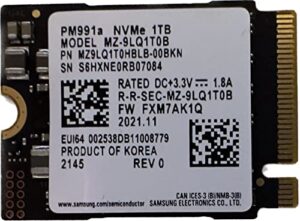 PM991a NVMe 1TB
MODEL MZ-9LQ1T0B
PN MZ9LQ1T0HBLB-00BKN
SN S6HXNE0RB07084
RATED DC+3.3V ⎓ 1.8A
R-R-SEC-MZ-9LQ1T0B
FW FXM7AK1Q
2021.11
EUI64 002538DB11008779
PRODUCT OF KOREA
2145 REV 0
CAN ICES-3 (B)/NMB-3(B)
www.samsung.com/semiconductor SAMSUNG ELECTRONICS CO., LTD.